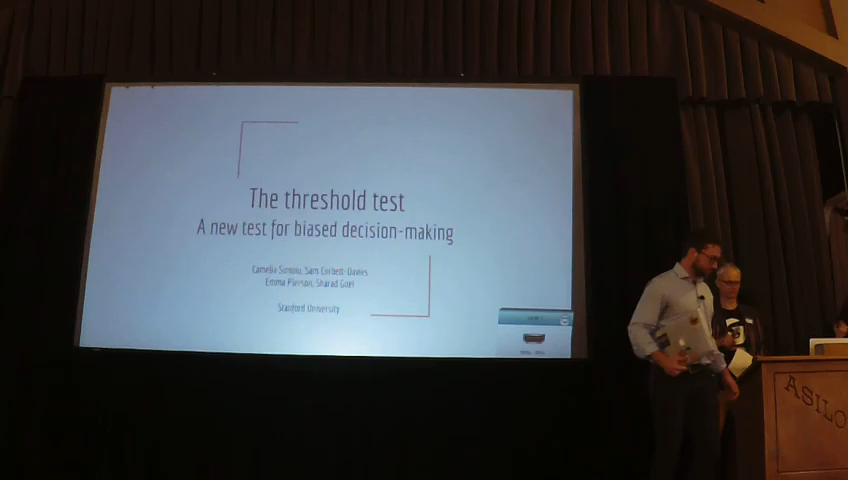 The threshold test
A new test for biased decision-making
Camelia Simoiu, Sam Corbett-Davies
Emma Pierson, Sharad Goel
Stanford University
ASILO